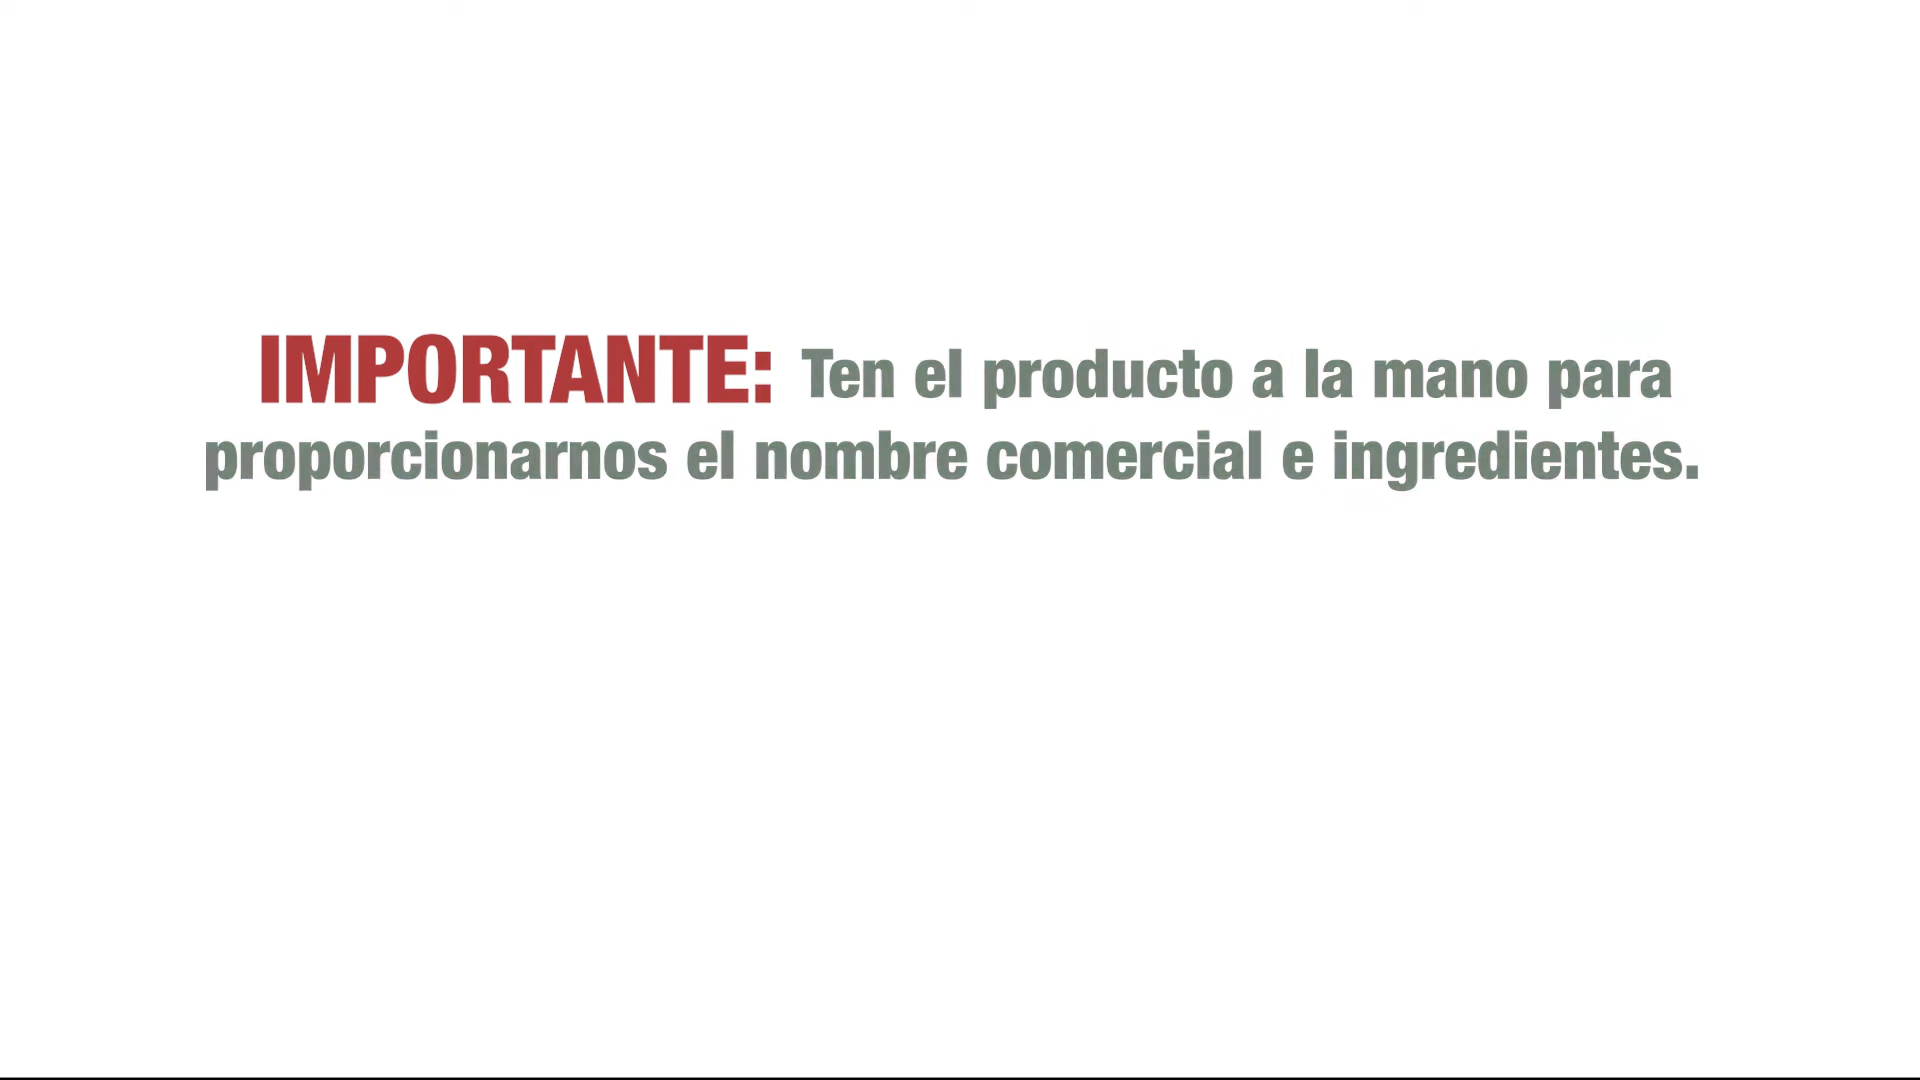 IMPORTANTE: Ten el producto a la mano para
proporcionarnos el nombre comercial e ingredientes.